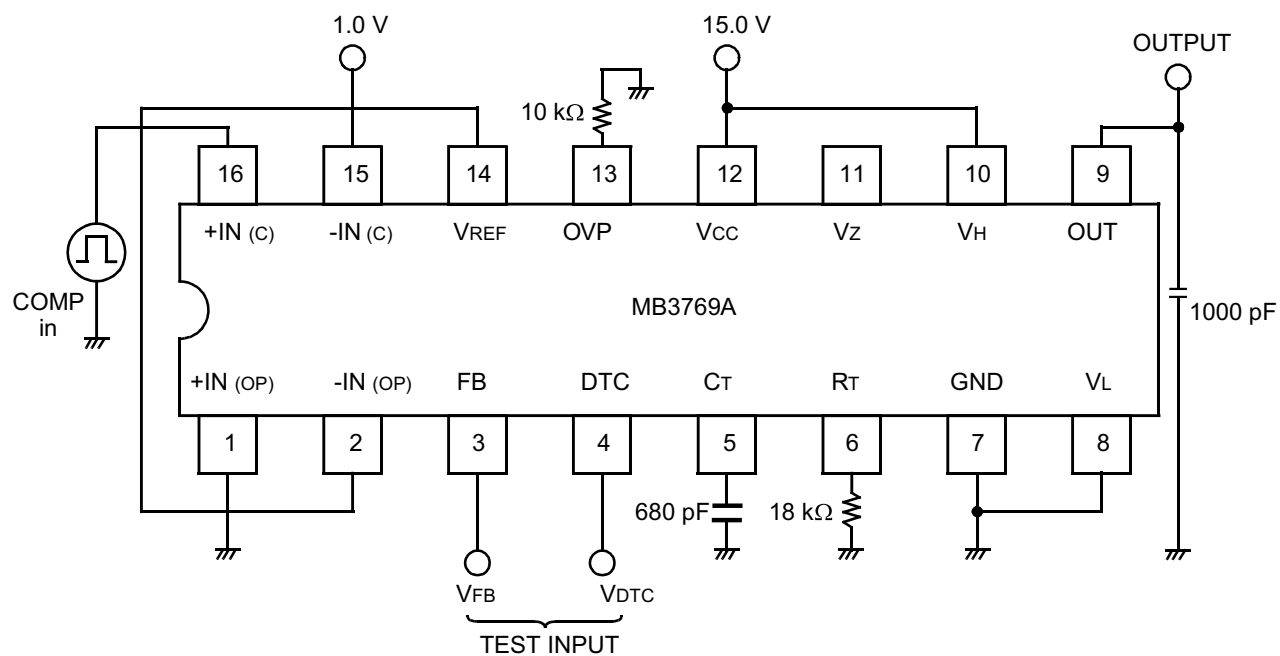 1.0 V
15.0 V
OUTPUT
10 kΩ
16
15
14
13
12
11
10
9
+IN (C)
-IN (C)
VREF
OVP
VCC
VZ
VH
OUT
COMP
in
MB3769A
1000 pF
+IN (OP)
-IN (OP)
FB
DTC
CT
RT
GND
VL
1
2
3
4
5
6
7
8
680 pF
18 kΩ
VFB
VDTC
TEST INPUT